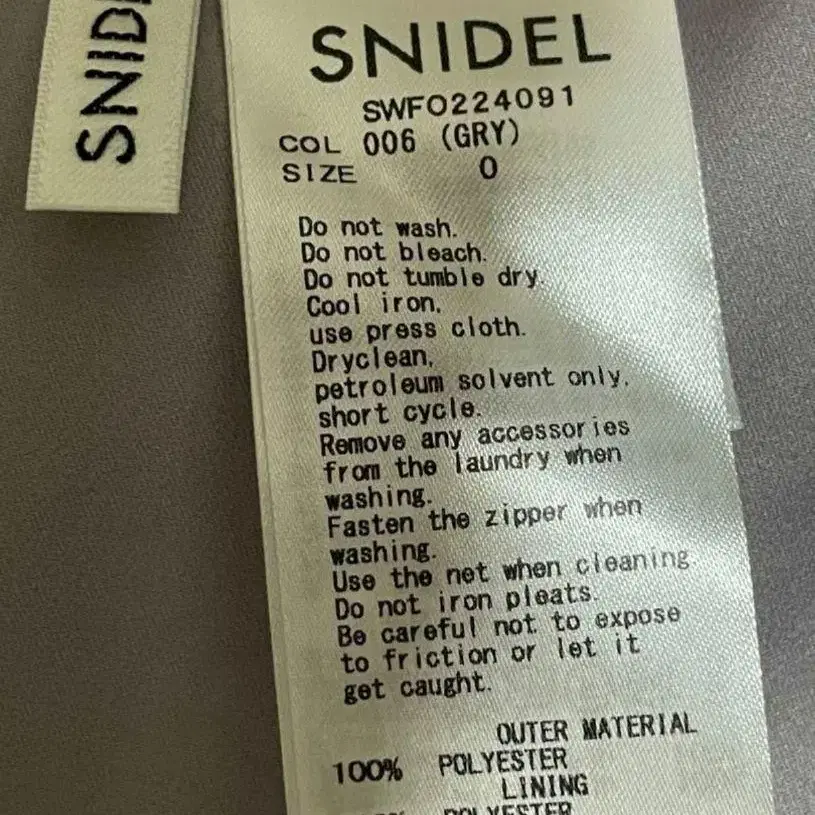 SNID
SNIDEL
SWFO224091
COL 006 (GRY)
SIZE 0
Do not wash.
Do not bleach.
Do not tumble dry.
Cool iron,
use press cloth.
Dryclean,
petroleum solvent only,
short cycle.
Remove any accessories
from the laundry when
washing.
Fasten the zipper when
washing.
Use the net when cleaning
Do not iron pleats.
Be careful not to expose
to friction or let it
get caught.
OUTER MATERIAL
100% POLYESTER
LINING
POLYESTER